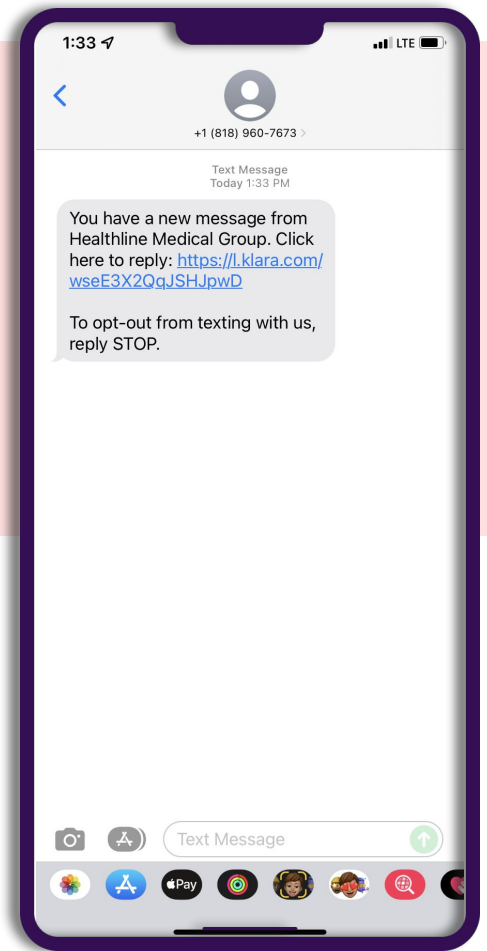 1:33
LTE
+1 (818) 960-7673
Text Message
Today 1:33 PM
You have a new message from
Healthline Medical Group. Click
here to reply: https://l.klara.com/
wseE3X2QqJSHJpwD
To opt-out from texting with us,
reply STOP.
Text Message
Pay